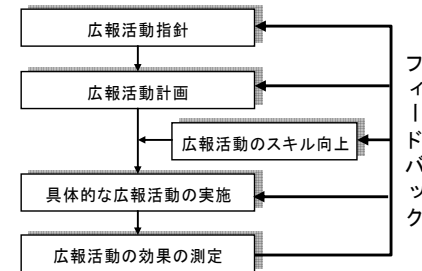 広報活動指針
広報活動計画
広報活動のスキル向上
具体的な広報活動の実施
広報活動の効果の測定
フィードバック